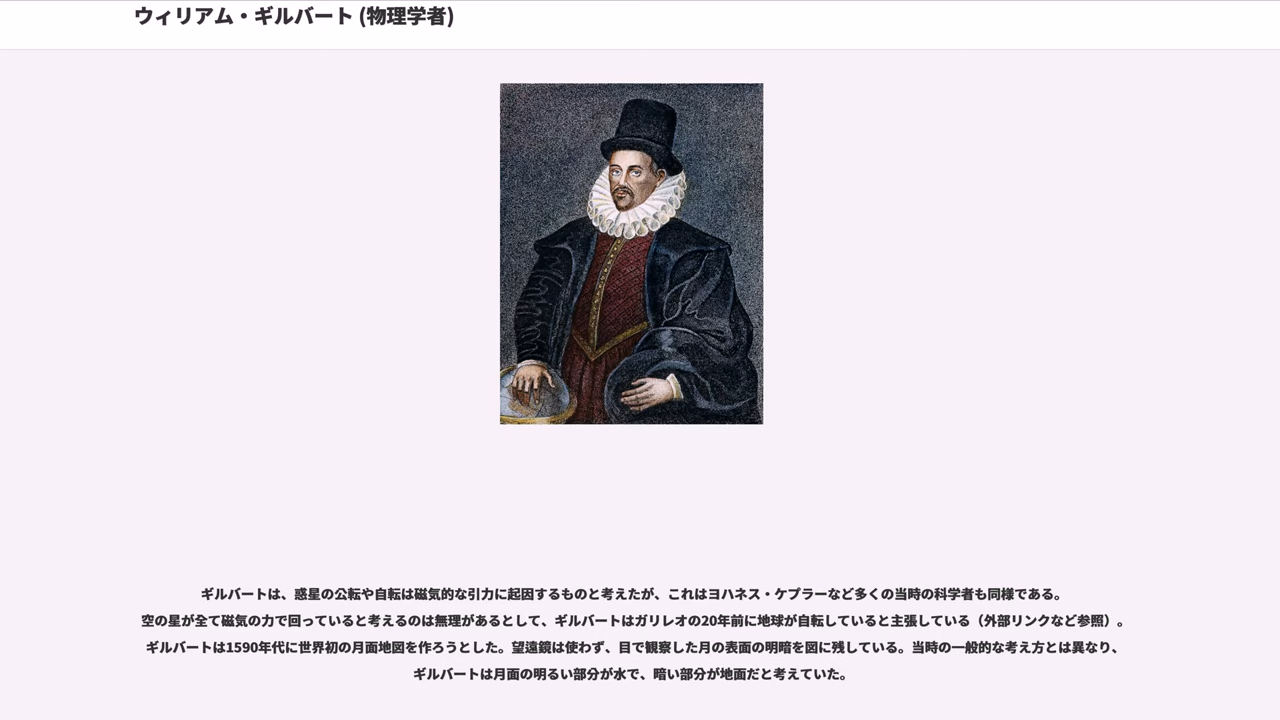 ウィリアム・ギルバート (物理学者)
ギルバートは、惑星の公転や自転は磁気的な引力に起因するものと考えたが、これはヨハネス・ケプラーなど多くの当時の科学者も同様である。
空の星が全て磁気の力で回っていると考えるのは無理があるとして、ギルバートはガリレオの20年前に地球が自転していると主張している（外部リンクなど参照）。
ギルバートは1590年代に世界初の月面地図を作ろうとした。望遠鏡は使わず、目で観察した月の表面の明暗を図に残している。当時の一般的な考え方とは異なり、
ギルバートは月面の明るい部分が水で、暗い部分が地面だと考えていた。